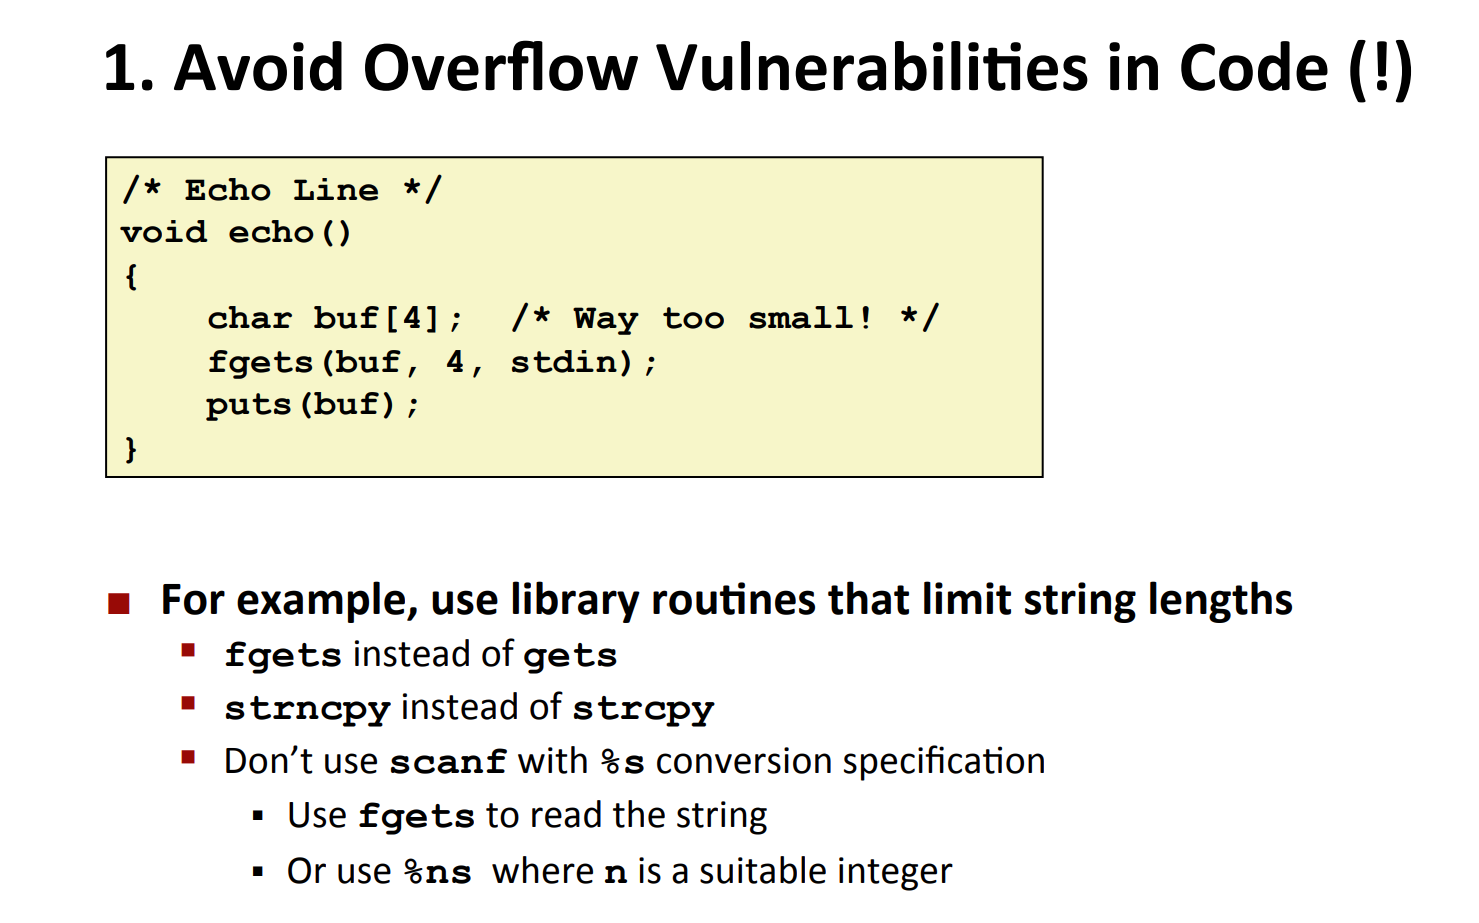 1. Avoid Overflow Vulnerabilities in Code (!)
/* Echo Line */
void echo()
{
    char buf[4];  /* Way too small! */
    fgets(buf, 4, stdin);
    puts(buf);
}
■ For example, use library routines that limit string lengths
▪ fgets instead of gets
▪ strncpy instead of strcpy
▪ Don’t use scanf with %s conversion specification
▪ Use fgets to read the string
▪ Or use %ns where n is a suitable integer